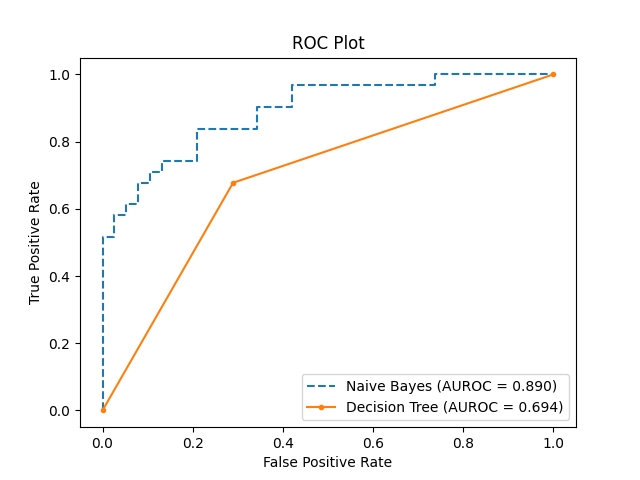 ROC Plot
1.0
0.8
0.6
0.4
0.2
0.0
True Positive Rate
Naive Bayes (AUROC = 0.890)
Decision Tree (AUROC = 0.694)
0.0 0.2 0.4 0.6 0.8 1.0
False Positive Rate